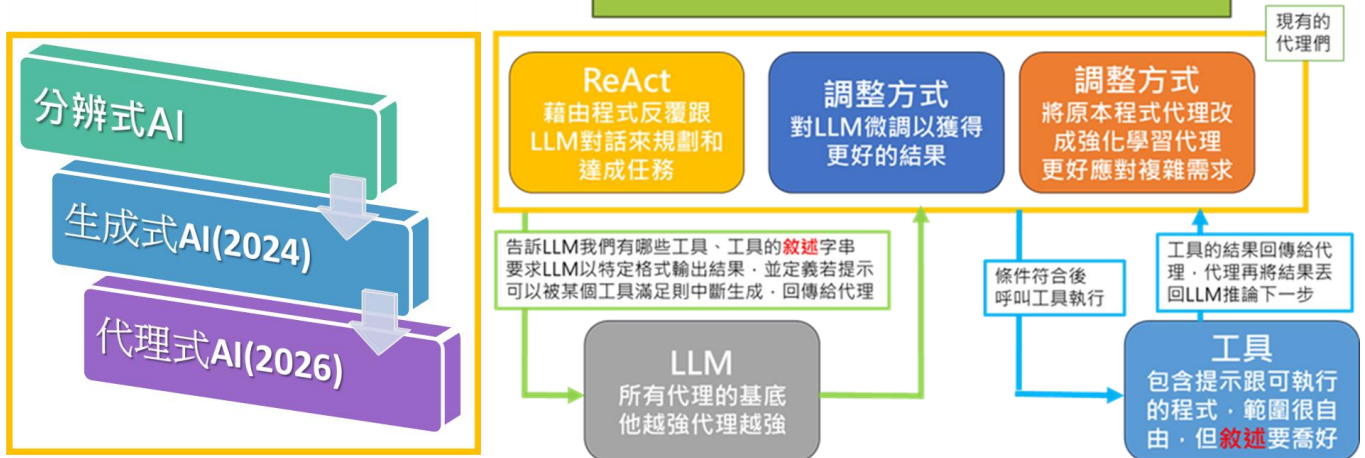 分辨式AI
生成式AI(2024)
代理式AI(2026)
現有的
代理們
ReAct
藉由程式反覆跟
LLM對話來規劃和
達成任務
調整方式
對LLM微調以獲得
更好的結果
調整方式
將原本程式代理改
成強化學習代理
更好應對複雜需求
告訴LLM我們有哪些工具、工具的敘述字串
要求LLM以特定格式輸出結果，並定義若提示
可以被某個工具滿足則中斷生成，回傳給代理
條件符合後
呼叫工具執行
工具的結果回傳給代
理，代理再將結果丟
回LLM推論下一步
LLM
所有代理的基底
他越強代理越強
工具
包含提示跟可執行
的程式，範圍很自
由，但敘述要喬好